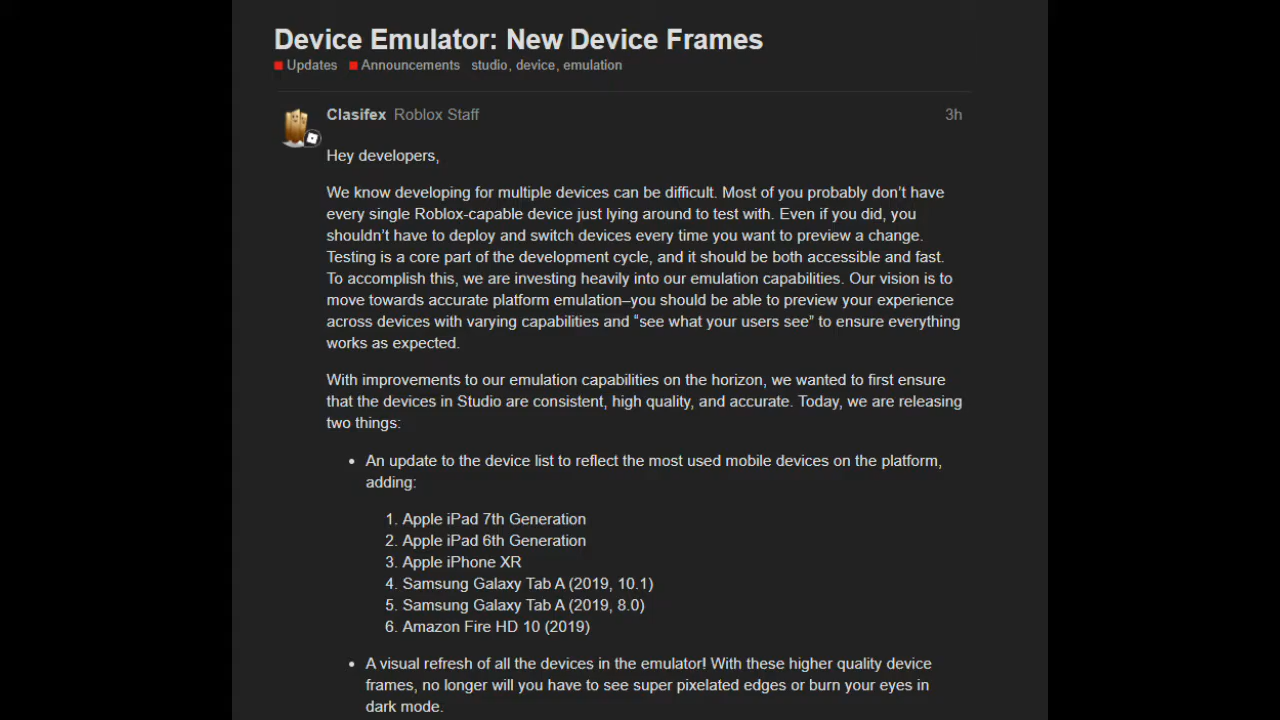 Device Emulator: New Device Frames
Updates Announcements studio, device, emulation
Clasifex Roblox Staff 3h
Hey developers,
We know developing for multiple devices can be difficult. Most of you probably don’t have
every single Roblox-capable device just lying around to test with. Even if you did, you
shouldn’t have to deploy and switch devices every time you want to preview a change.
Testing is a core part of the development cycle, and it should be both accessible and fast.
To accomplish this, we are investing heavily into our emulation capabilities. Our vision is to
move towards accurate platform emulation–you should be able to preview your experience
across devices with varying capabilities and “see what your users see” to ensure everything
works as expected.
With improvements to our emulation capabilities on the horizon, we wanted to first ensure
that the devices in Studio are consistent, high quality, and accurate. Today, we are releasing
two things:
• An update to the device list to reflect the most used mobile devices on the platform,
adding:
1. Apple iPad 7th Generation
2. Apple iPad 6th Generation
3. Apple iPhone XR
4. Samsung Galaxy Tab A (2019, 10.1)
5. Samsung Galaxy Tab A (2019, 8.0)
6. Amazon Fire HD 10 (2019)
• A visual refresh of all the devices in the emulator! With these higher quality device
frames, no longer will you have to see super pixelated edges or burn your eyes in
dark mode.